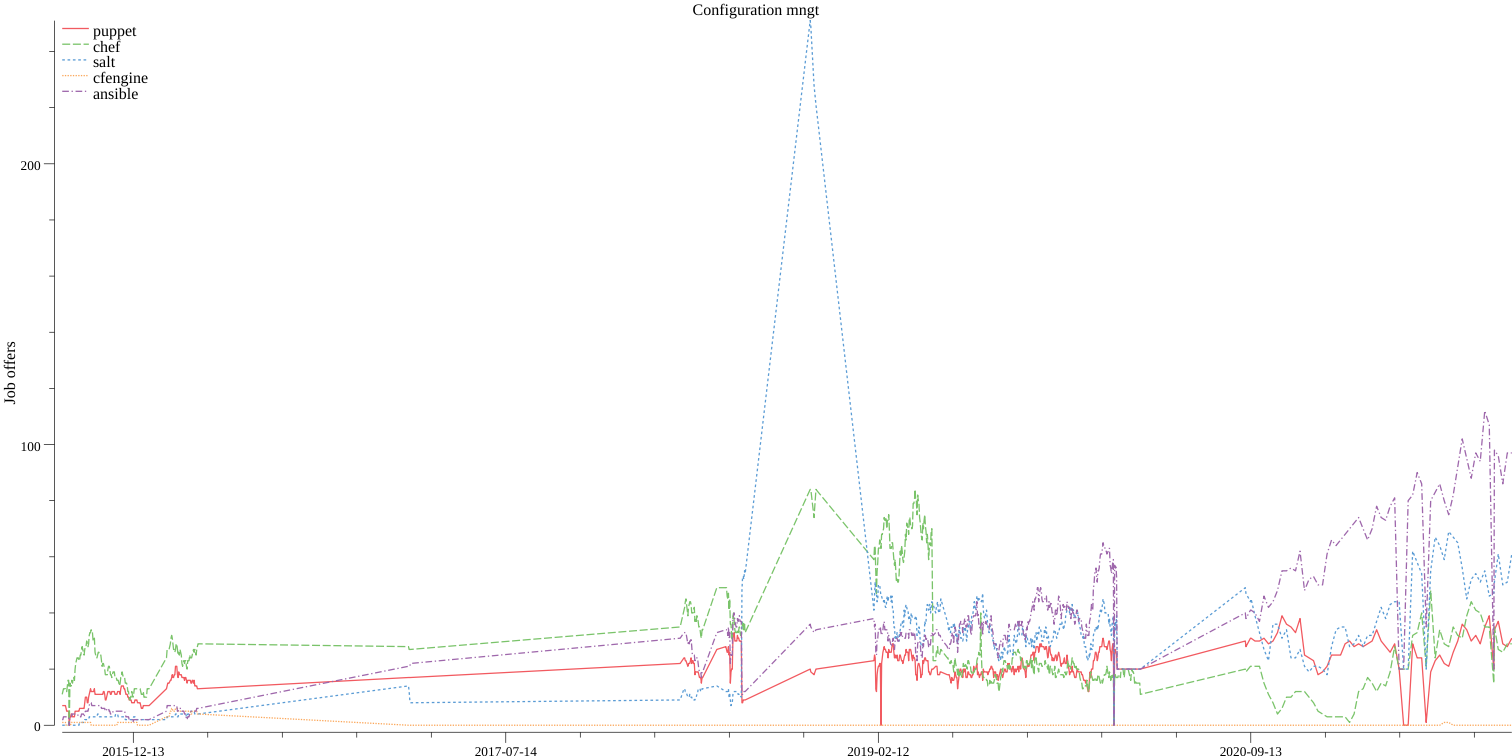 Configuration mngt
puppet
chef
salt
cfengine
ansible
200
Job offers
100
0
2015-12-13
2017-07-14
2019-02-12
2020-09-13